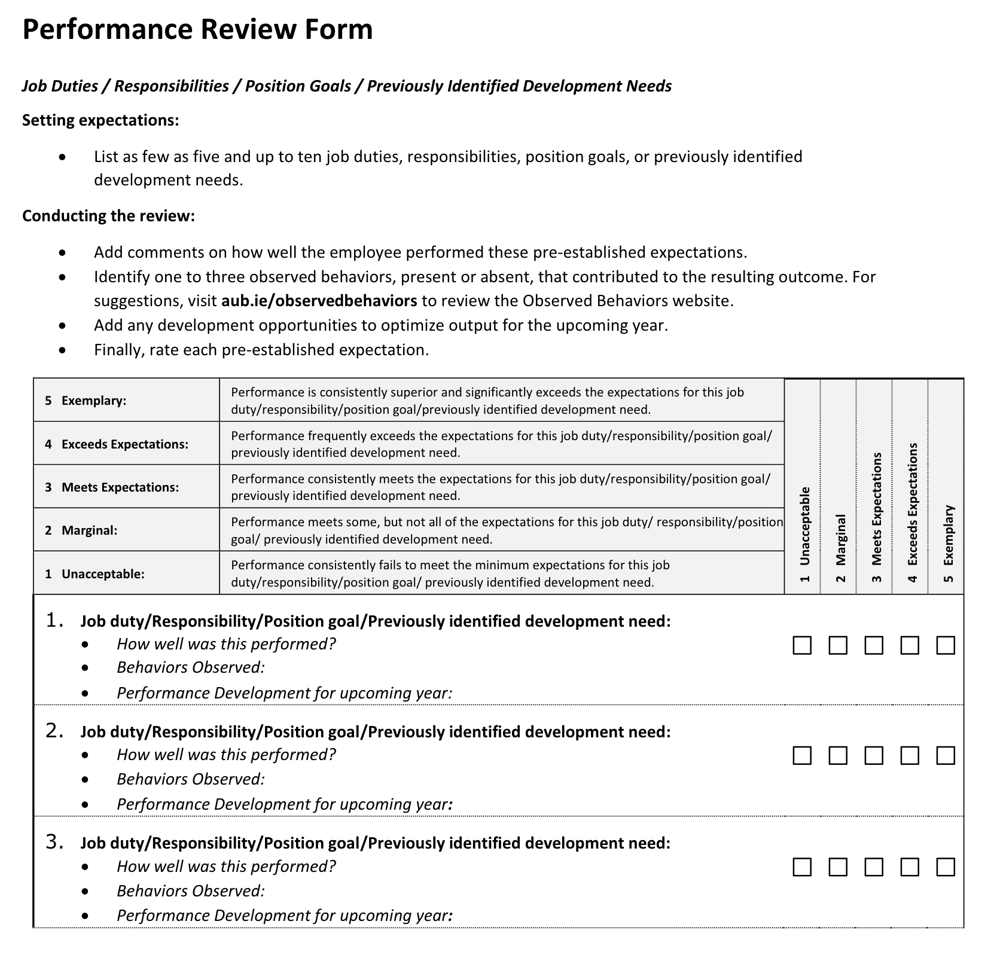 Performance Review Form
Job Duties / Responsibilities / Position Goals / Previously Identified Development Needs
Setting expectations:
• List as few as five and up to ten job duties, responsibilities, position goals, or previously identified
development needs.
Conducting the review:
• Add comments on how well the employee performed these pre-established expectations.
• Identify one to three observed behaviors, present or absent, that contributed to the resulting outcome. For
suggestions, visit aub.ie/observedbehaviors to review the Observed Behaviors website.
• Add any development opportunities to optimize output for the upcoming year.
• Finally, rate each pre-established expectation.
5 Exemplary:
Performance is consistently superior and significantly exceeds the expectations for this job
duty/responsibility/position goal/previously identified development need.
4 Exceeds Expectations:
Performance frequently exceeds the expectations for this job duty/responsibility/position goal/
previously identified development need.
3 Meets Expectations:
Performance consistently meets the expectations for this job duty/responsibility/position goal/
previously identified development need.
2 Marginal:
Performance meets some, but not all of the expectations for this job duty/ responsibility/position
goal/ previously identified development need.
1 Unacceptable:
Performance consistently fails to meet the minimum expectations for this job
duty/responsibility/position goal/ previously identified development need.
1 Unacceptable
2 Marginal
3 Meets Expectations
4 Exceeds Expectations
5 Exemplary
1. Job duty/Responsibility/Position goal/Previously identified development need:
• How well was this performed?
• Behaviors Observed:
• Performance Development for upcoming year:
2. Job duty/Responsibility/Position goal/Previously identified development need:
• How well was this performed?
• Behaviors Observed:
• Performance Development for upcoming year:
3. Job duty/Responsibility/Position goal/Previously identified development need:
• How well was this performed?
• Behaviors Observed:
• Performance Development for upcoming year: